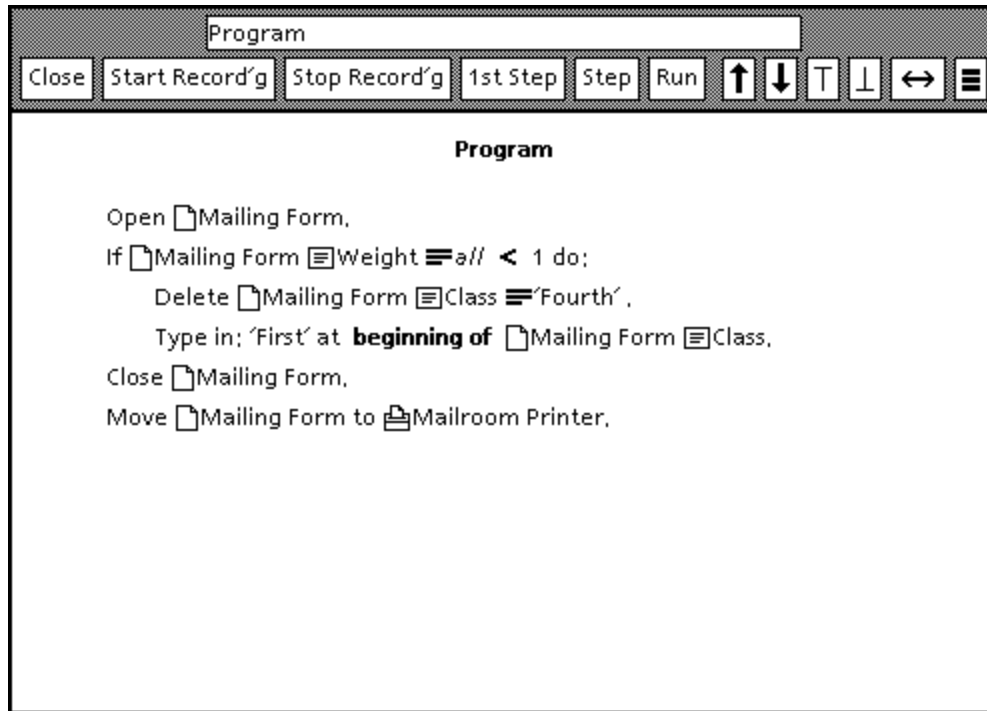 Program
Close Start Record´g Stop Record´g 1st Step Step Run
Program
Open Mailing Form.
If Mailing Form Weight all < 1 do:
Delete Mailing Form Class ´Fourth´ .
Type in: ´First´ at beginning of Mailing Form Class.
Close Mailing Form.
Move Mailing Form to Mailroom Printer.